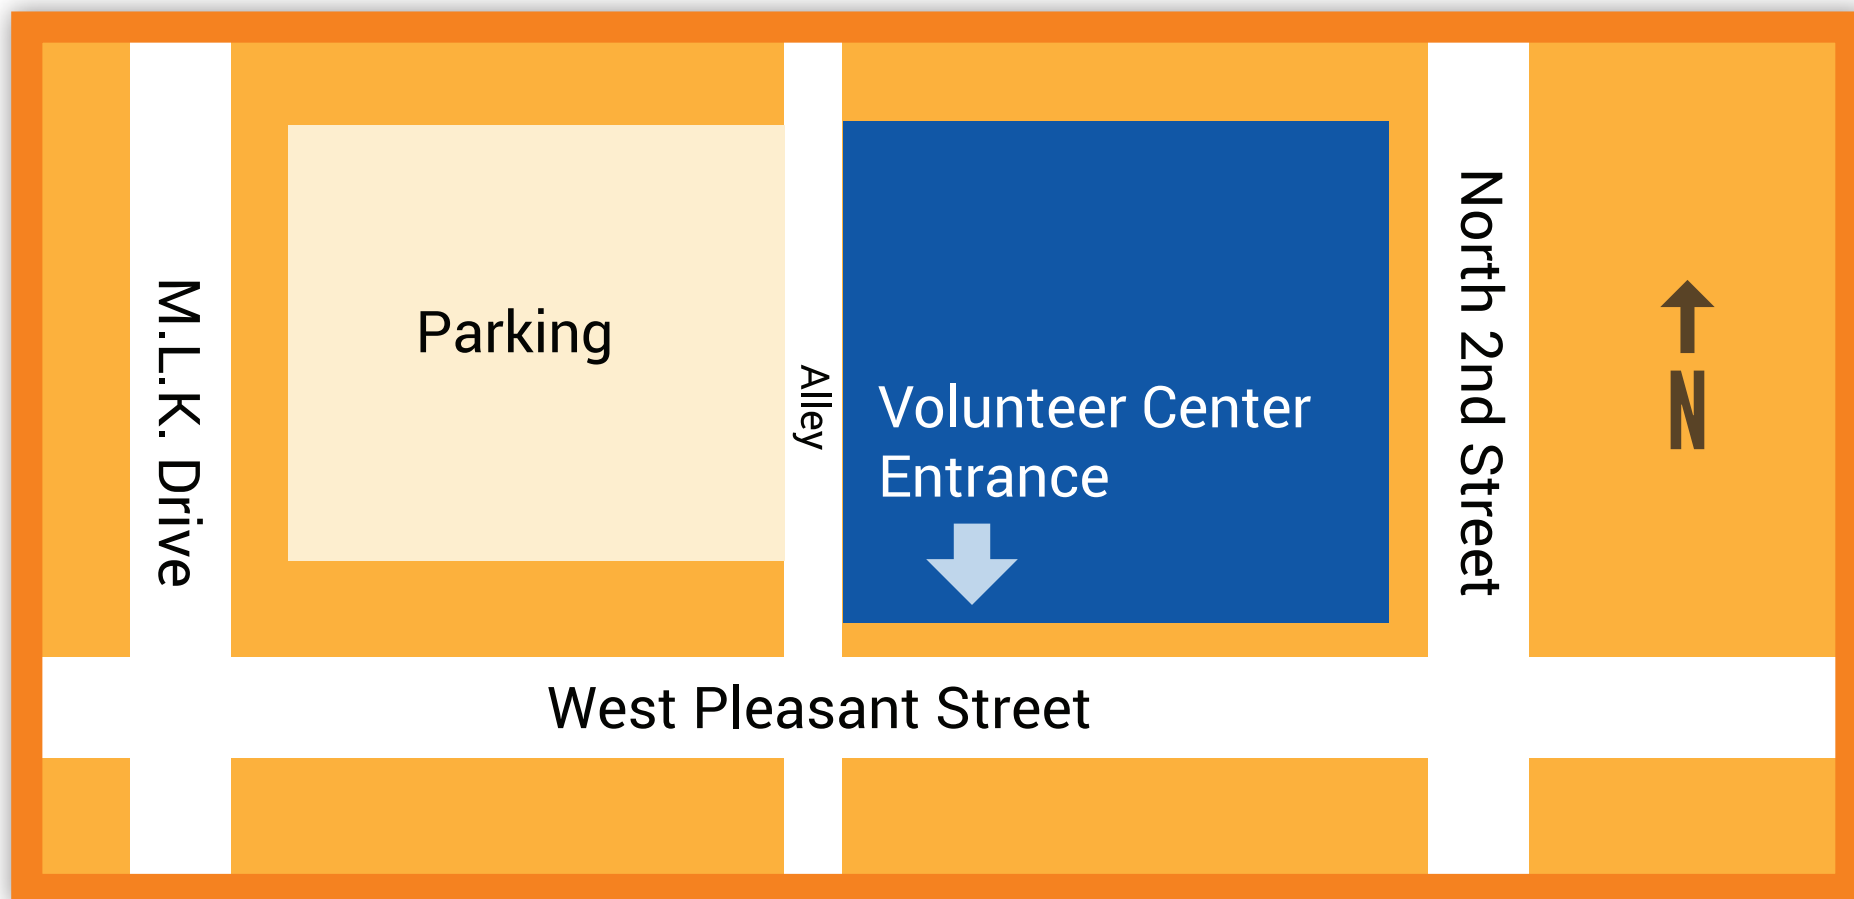 M.L.K. Drive
Parking
Alley
Volunteer Center
Entrance
North 2nd Street
N
West Pleasant Street